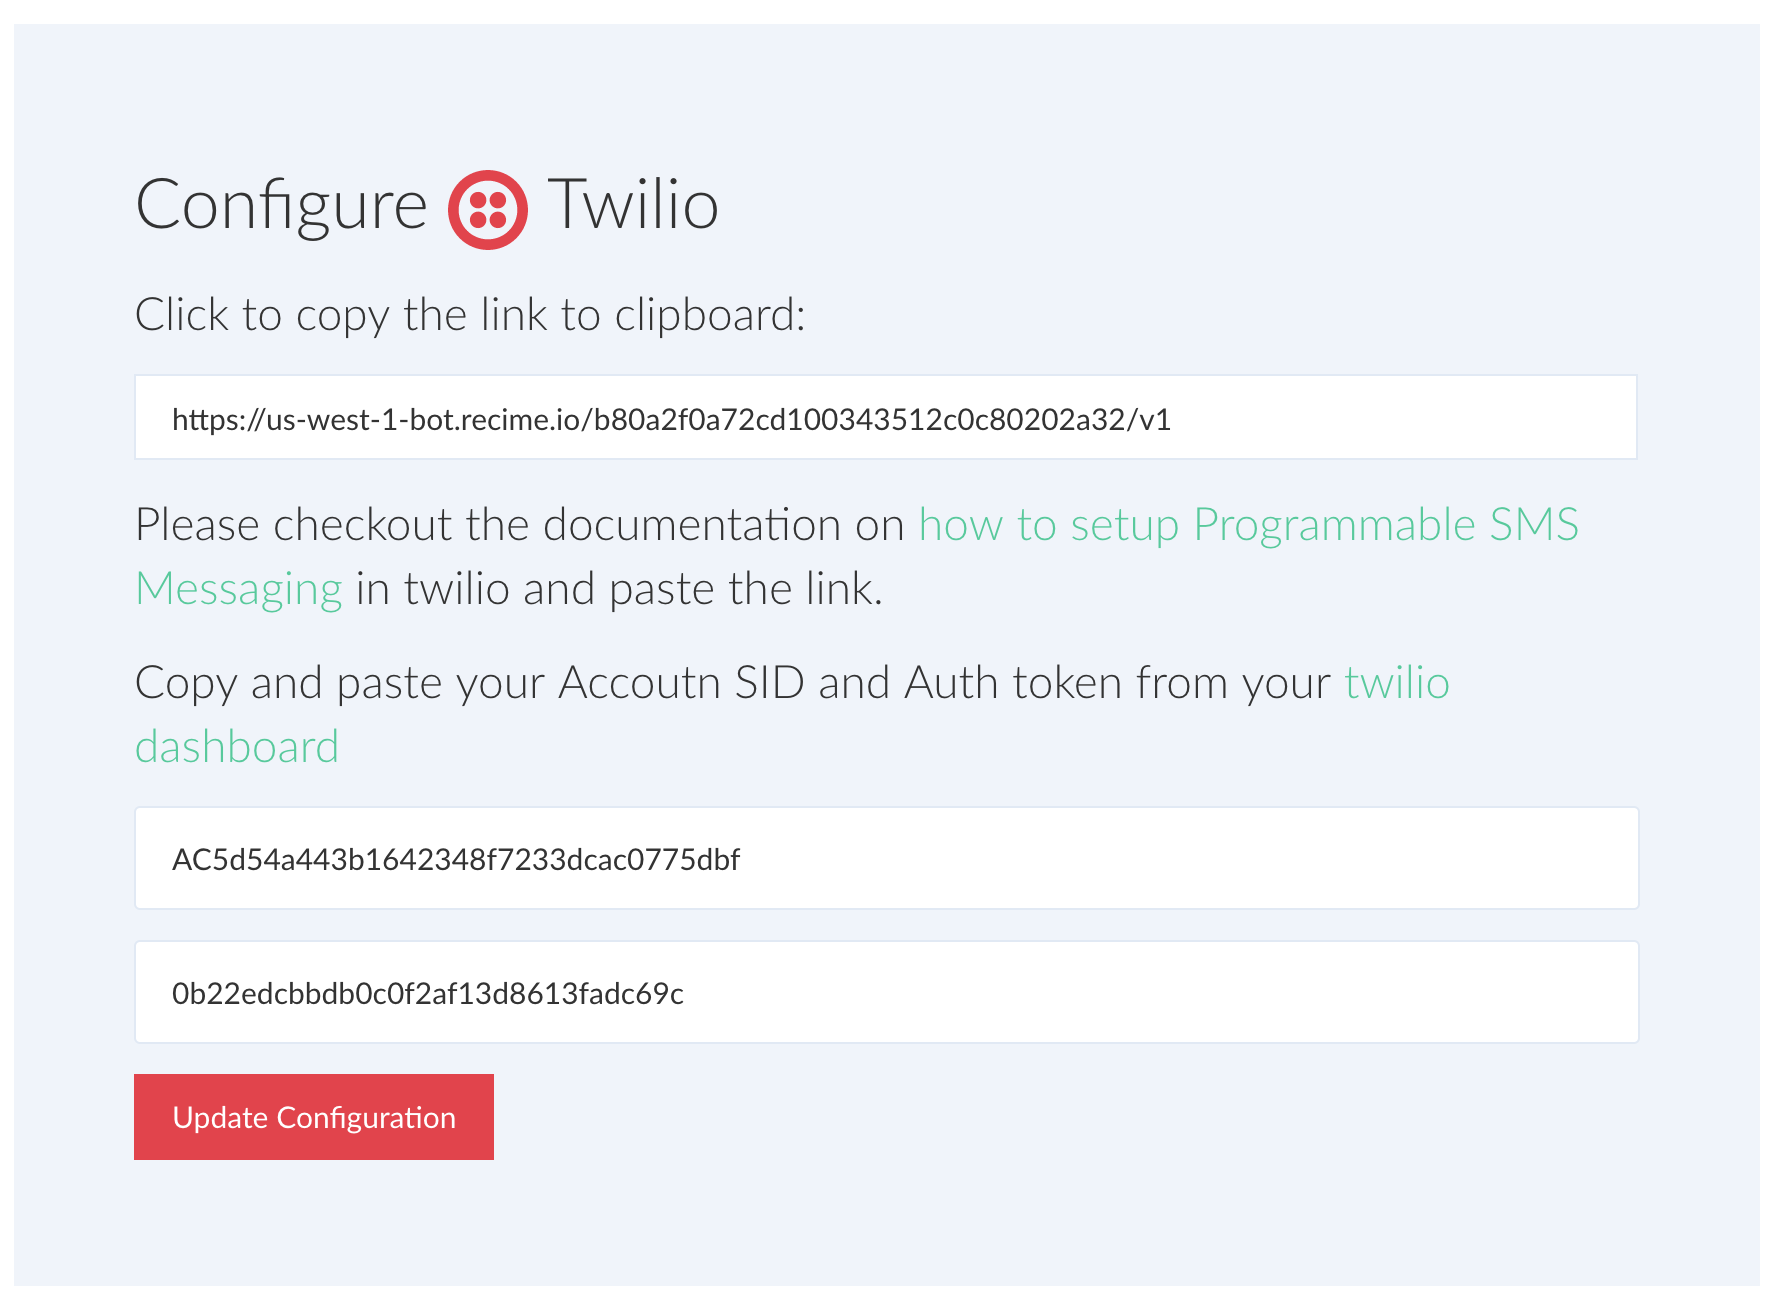 Configure Twilio
Click to copy the link to clipboard:
https://us-west-1-bot.recime.io/b80a2f0a72cd100343512c0c80202a32/v1
Please checkout the documentation on how to setup Programmable SMS
Messaging in twilio and paste the link.
Copy and paste your Accoutn SID and Auth token from your twilio
dashboard
AC5d54a443b1642348f7233dcac0775dbf
0b22edcbbdb0c0f2af13d8613fadc69c
Update Configuration